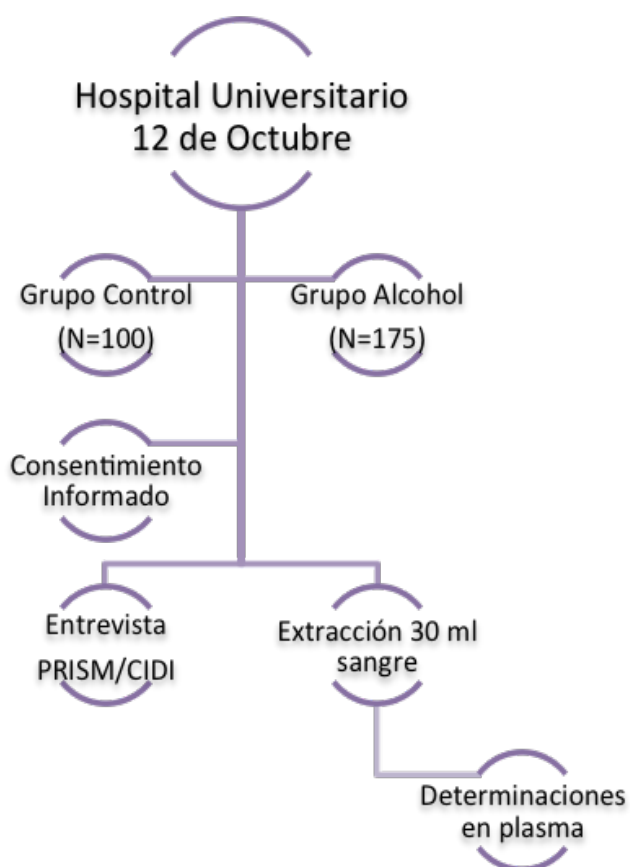 Hospital Universitario
12 de Octubre
Grupo Control
(N=100)
Grupo Alcohol
(N=175)
Consentimiento
Informado
Entrevista
PRISM/CIDI
Extracción 30 ml
sangre
Determinaciones
en plasma